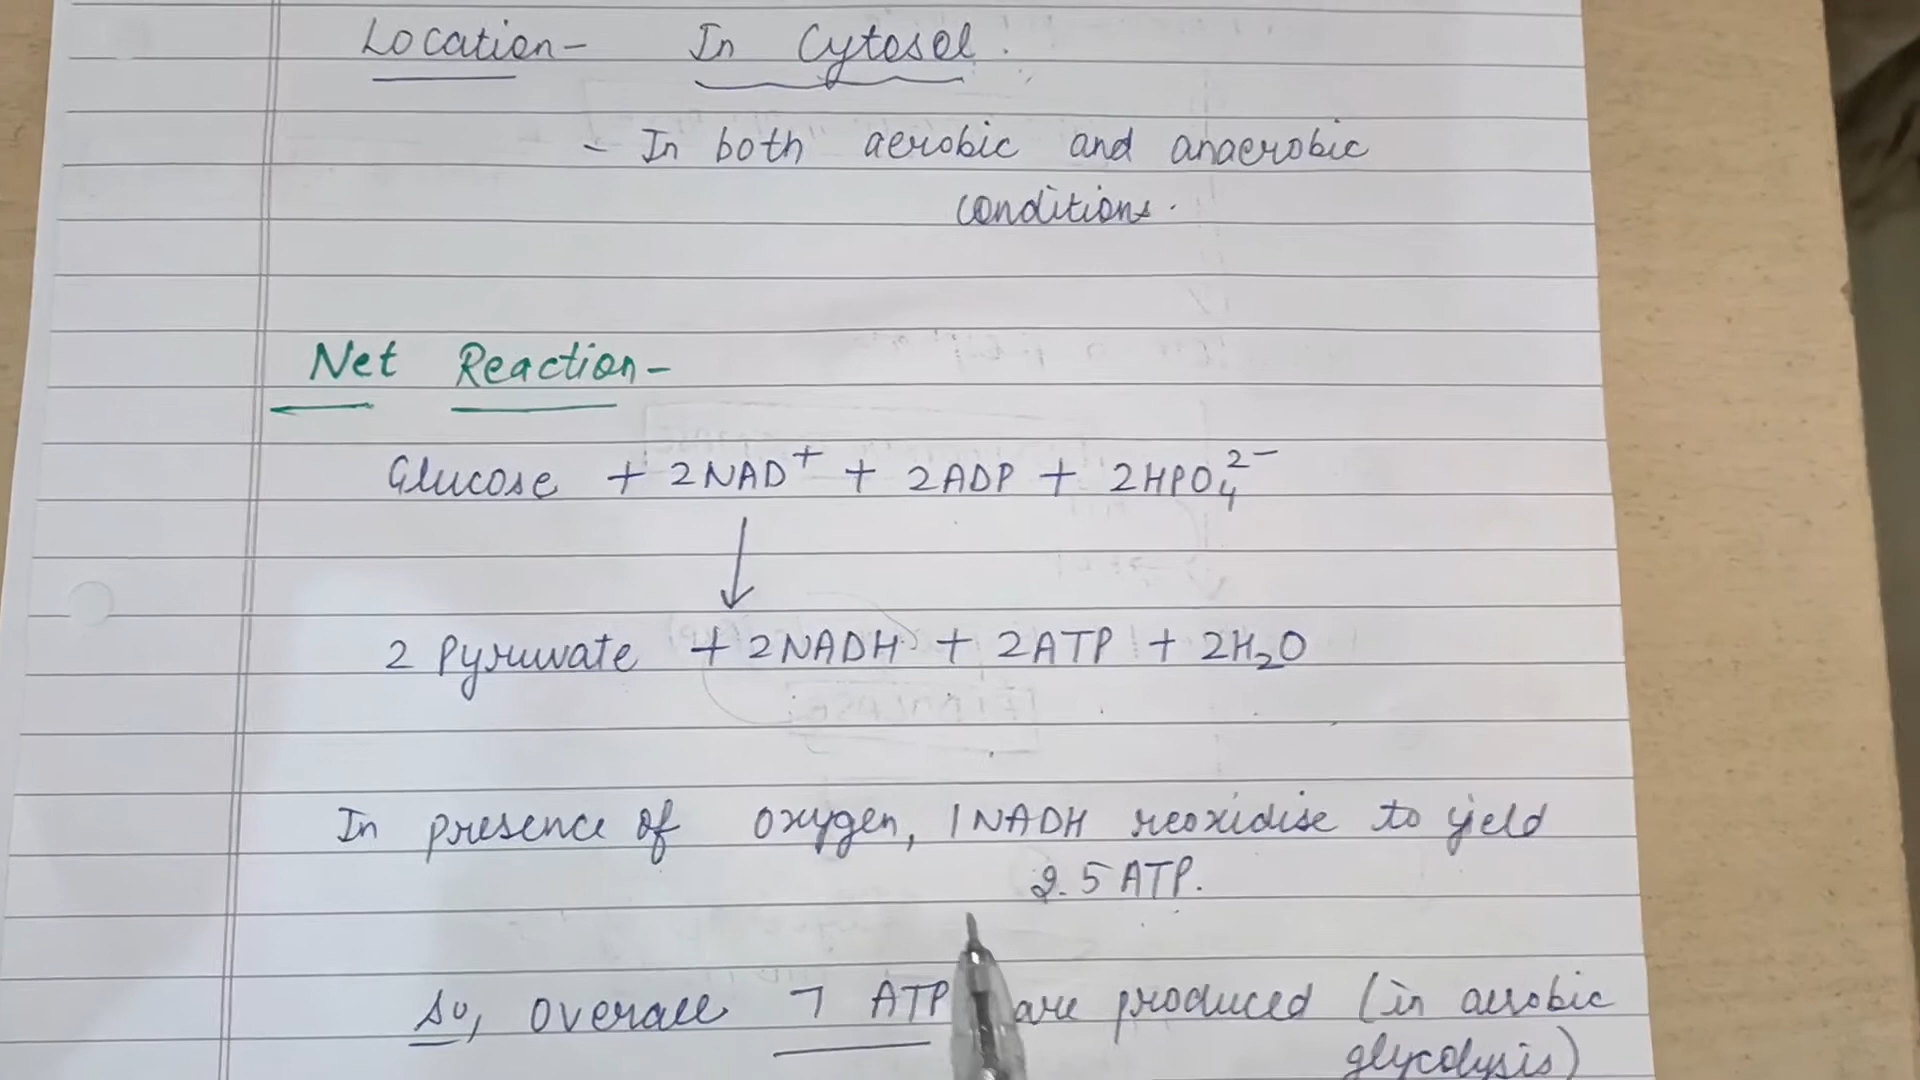 Location- In Cytosol.
- In both aerobic and anaerobic
conditions.
Net Reaction-
Glucose + 2NAD⁺ + 2ADP + 2HPO₄²⁻
↓
2 Pyruvate + 2NADH + 2ATP + 2H₂O
In presence of oxygen, 1NADH reoxidise to yield
2.5 ATP.
So, overall 7 ATP are produced (in aerobic
glycolysis)